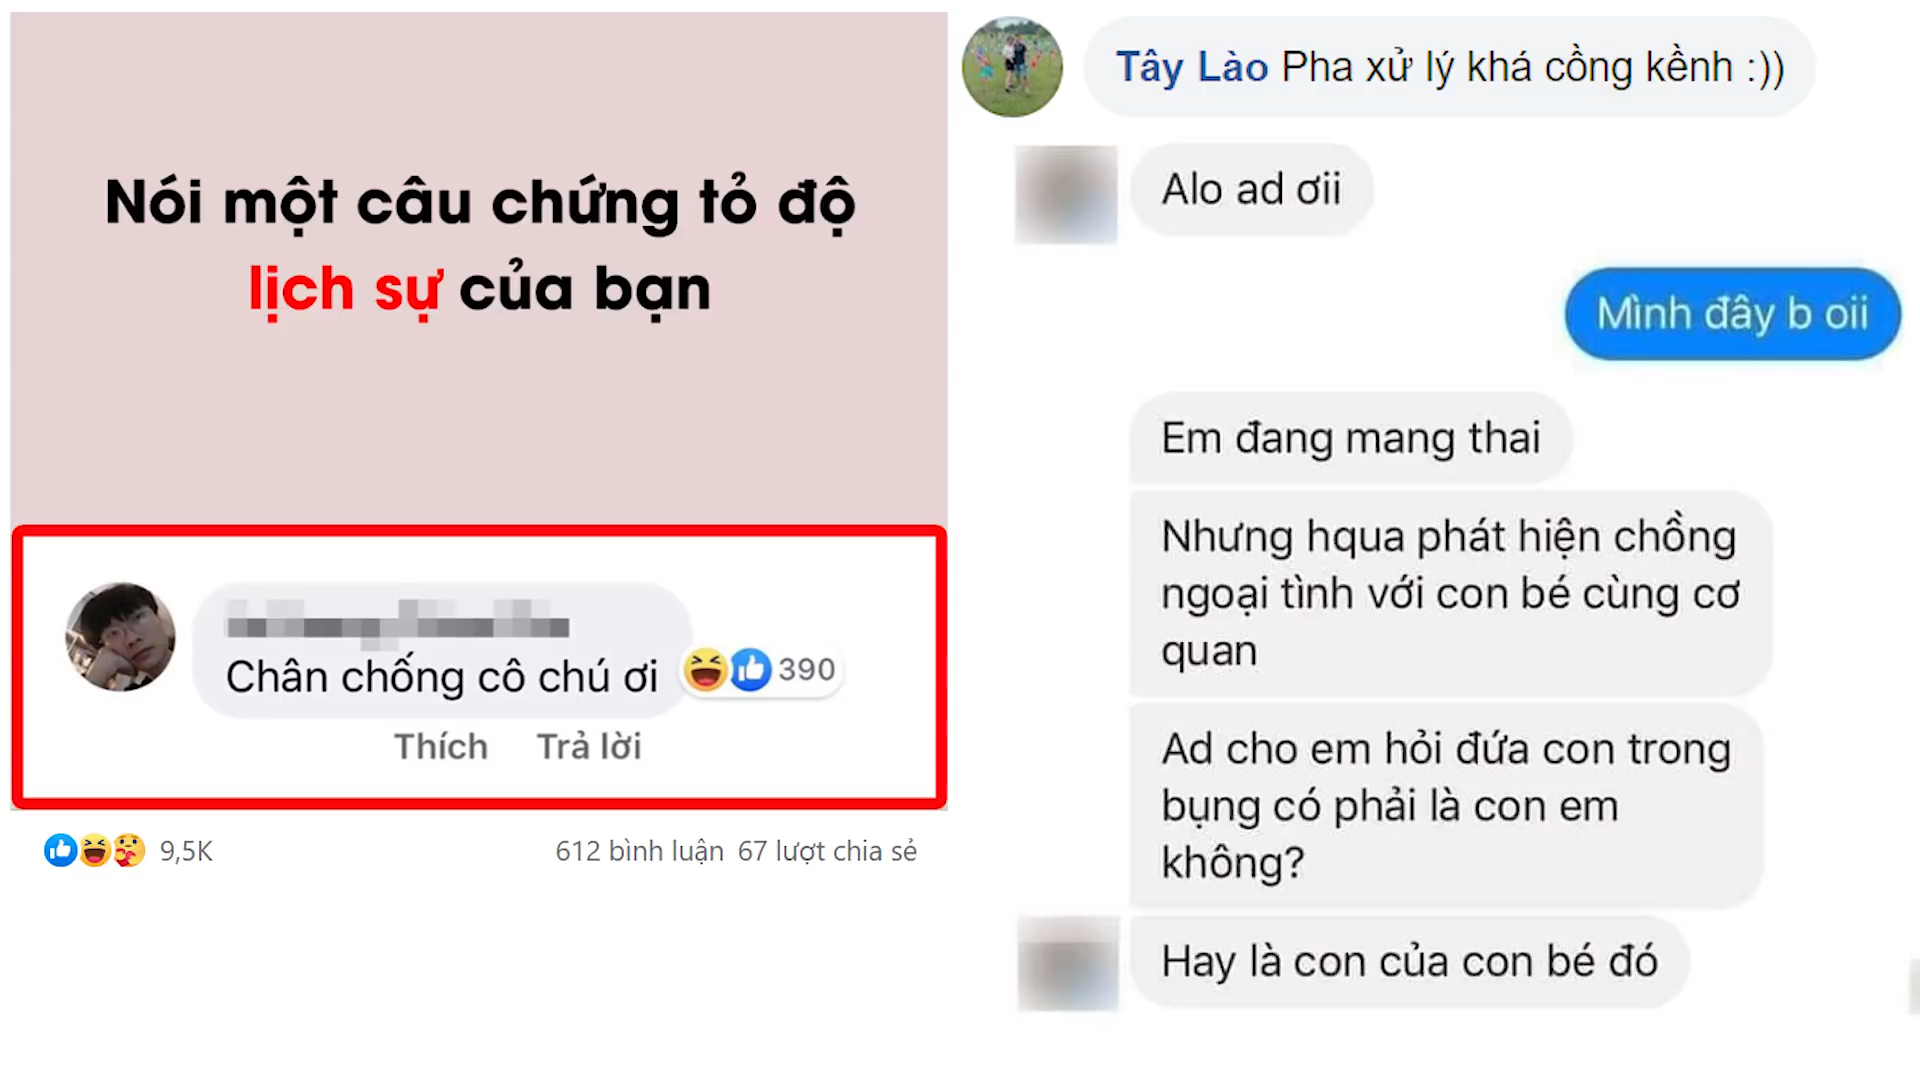 Nói một câu chứng tỏ độ
lịch sự của bạn
Chân chống cô chú ơi
390
Thích Trả lời
9,5K
612 bình luận 67 lượt chia sẻ
Tây Lào Pha xử lý khá cồng kềnh :))
Alo ad ơii
Mình đây b oii
Em đang mang thai
Nhưng hqua phát hiện chồng
ngoại tình với con bé cùng cơ
quan
Ad cho em hỏi đứa con trong
bụng có phải là con em
không?
Hay là con của con bé đó